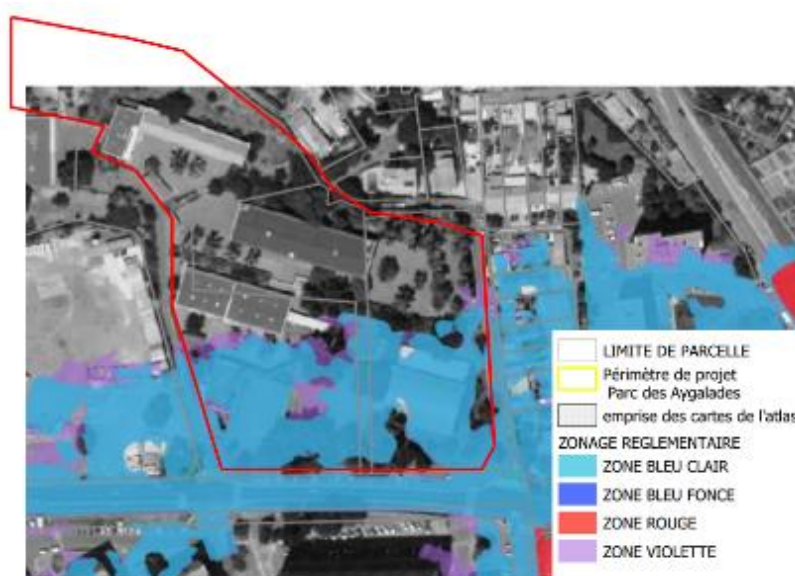 LIMITE DE PARCELLE
Périmètre de projet
Parc des Aygalades
emprise des cartes de l'atlas
ZONAGE REGLEMENTAIRE
ZONE BLEU CLAIR
ZONE BLEU FONCE
ZONE ROUGE
ZONE VIOLETTE